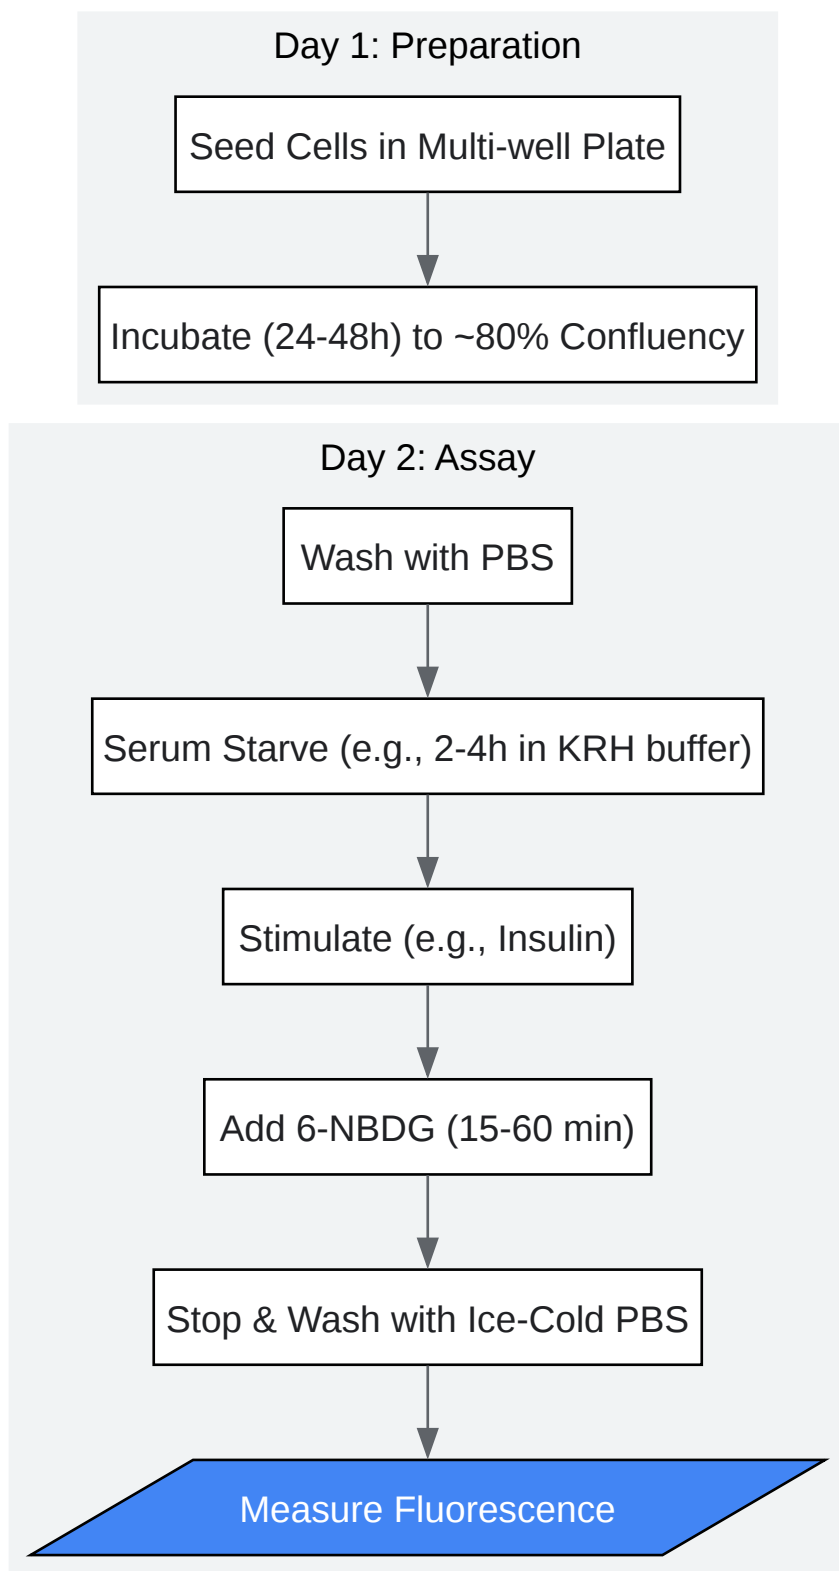 Day 1: Preparation
Seed Cells in Multi-well Plate
Incubate (24-48h) to ~80% Confluency
Day 2: Assay
Wash with PBS
Serum Starve (e.g., 2-4h in KRH buffer)
Stimulate (e.g., Insulin)
Add 6-NBDG (15-60 min)
Stop & Wash with Ice-Cold PBS
Measure Fluorescence